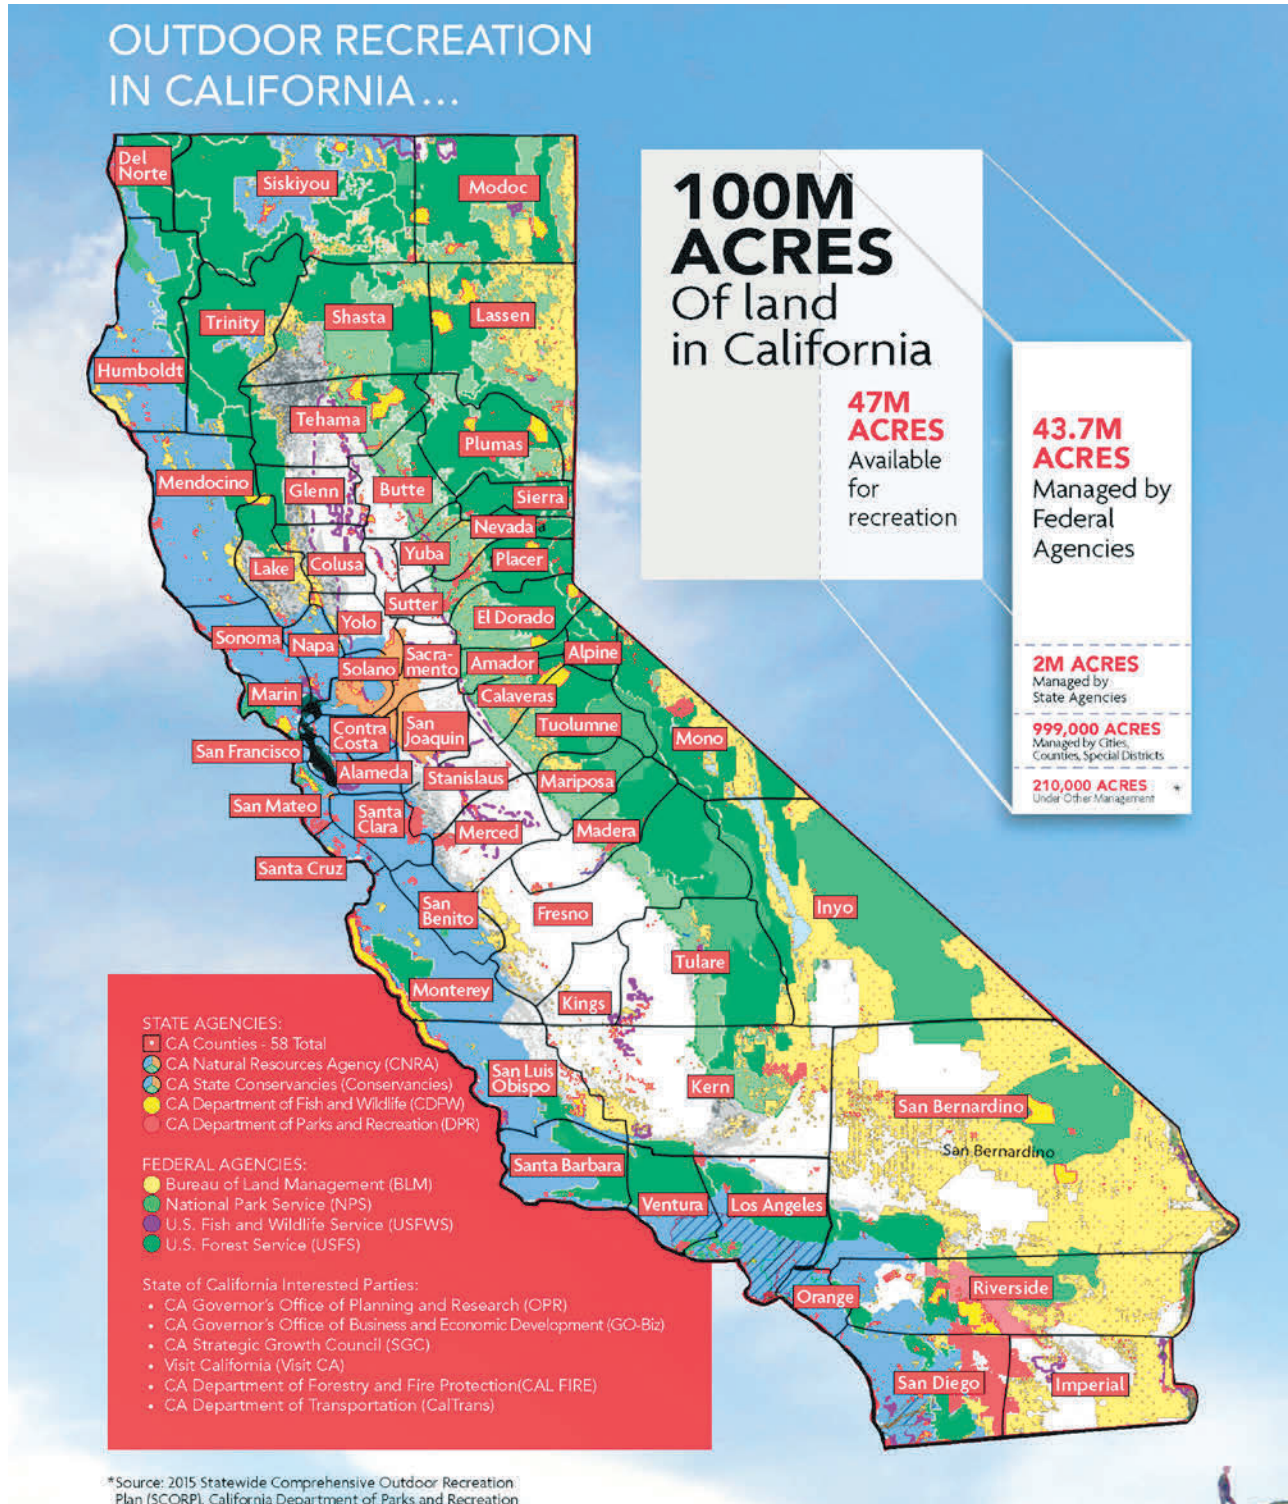 OUTDOOR RECREATION
IN CALIFORNIA...
100M
ACRES
Of land
in California
47M
ACRES
Available
for
recreation
43.7M
ACRES
Managed by
Federal
Agencies
2M ACRES
Managed by
State Agencies
999,000 ACRES
Managed by Cities,
Counties, Special Districts
210,000 ACRES *
Under Other Management
Del
Norte
Siskiyou
Modoc
Trinity
Shasta
Lassen
Humboldt
Tehama
Plumas
Mendocino
Glenn
Butte
Sierra
Nevada
Lake
Colusa
Yuba
Placer
Sutter
Yolo
El Dorado
Sonoma
Napa
Solano
Sacra-
mento
Amador
Alpine
Marin
Calaveras
Contra
Costa
San
Joaquin
Tuolumne
Mono
San Francisco
Alameda
Stanislaus
Mariposa
San Mateo
Santa
Clara
Merced
Madera
Santa Cruz
San
Benito
Fresno
Inyo
Tulare
Monterey
Kings
San Luis
Obispo
Kern
San Bernardino
San Bernardino
Santa Barbara
Ventura
Los Angeles
Orange
Riverside
San Diego
Imperial
STATE AGENCIES:
CA Counties - 58 Total
CA Natural Resources Agency (CNRA)
CA State Conservancies (Conservancies)
CA Department of Fish and Wildlife (CDFW)
CA Department of Parks and Recreation (DPR)
FEDERAL AGENCIES:
Bureau of Land Management (BLM)
National Park Service (NPS)
U.S. Fish and Wildlife Service (USFWS)
U.S. Forest Service (USFS)
State of California Interested Parties:
• CA Governor's Office of Planning and Research (OPR)
• CA Governor's Office of Business and Economic Development (GO-Biz)
• CA Strategic Growth Council (SGC)
• Visit California (Visit CA)
• CA Department of Forestry and Fire Protection(CAL FIRE)
• CA Department of Transportation (CalTrans)
*Source: 2015 Statewide Comprehensive Outdoor Recreation
Plan (SCORP), California Department of Parks and Recreation